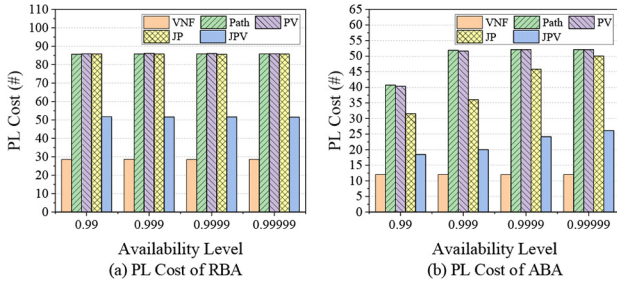 VNF Path PV
JP JPV
110
100
90
80
70
60
50
40
30
20
10
0
PL Cost (#)
0.99 0.999 0.9999 0.99999
Availability Level
(a) PL Cost of RBA
VNF Path PV
JP JPV
65
60
55
50
45
40
35
30
25
20
15
10
5
0
PL Cost (#)
0.99 0.999 0.9999 0.99999
Availability Level
(b) PL Cost of ABA